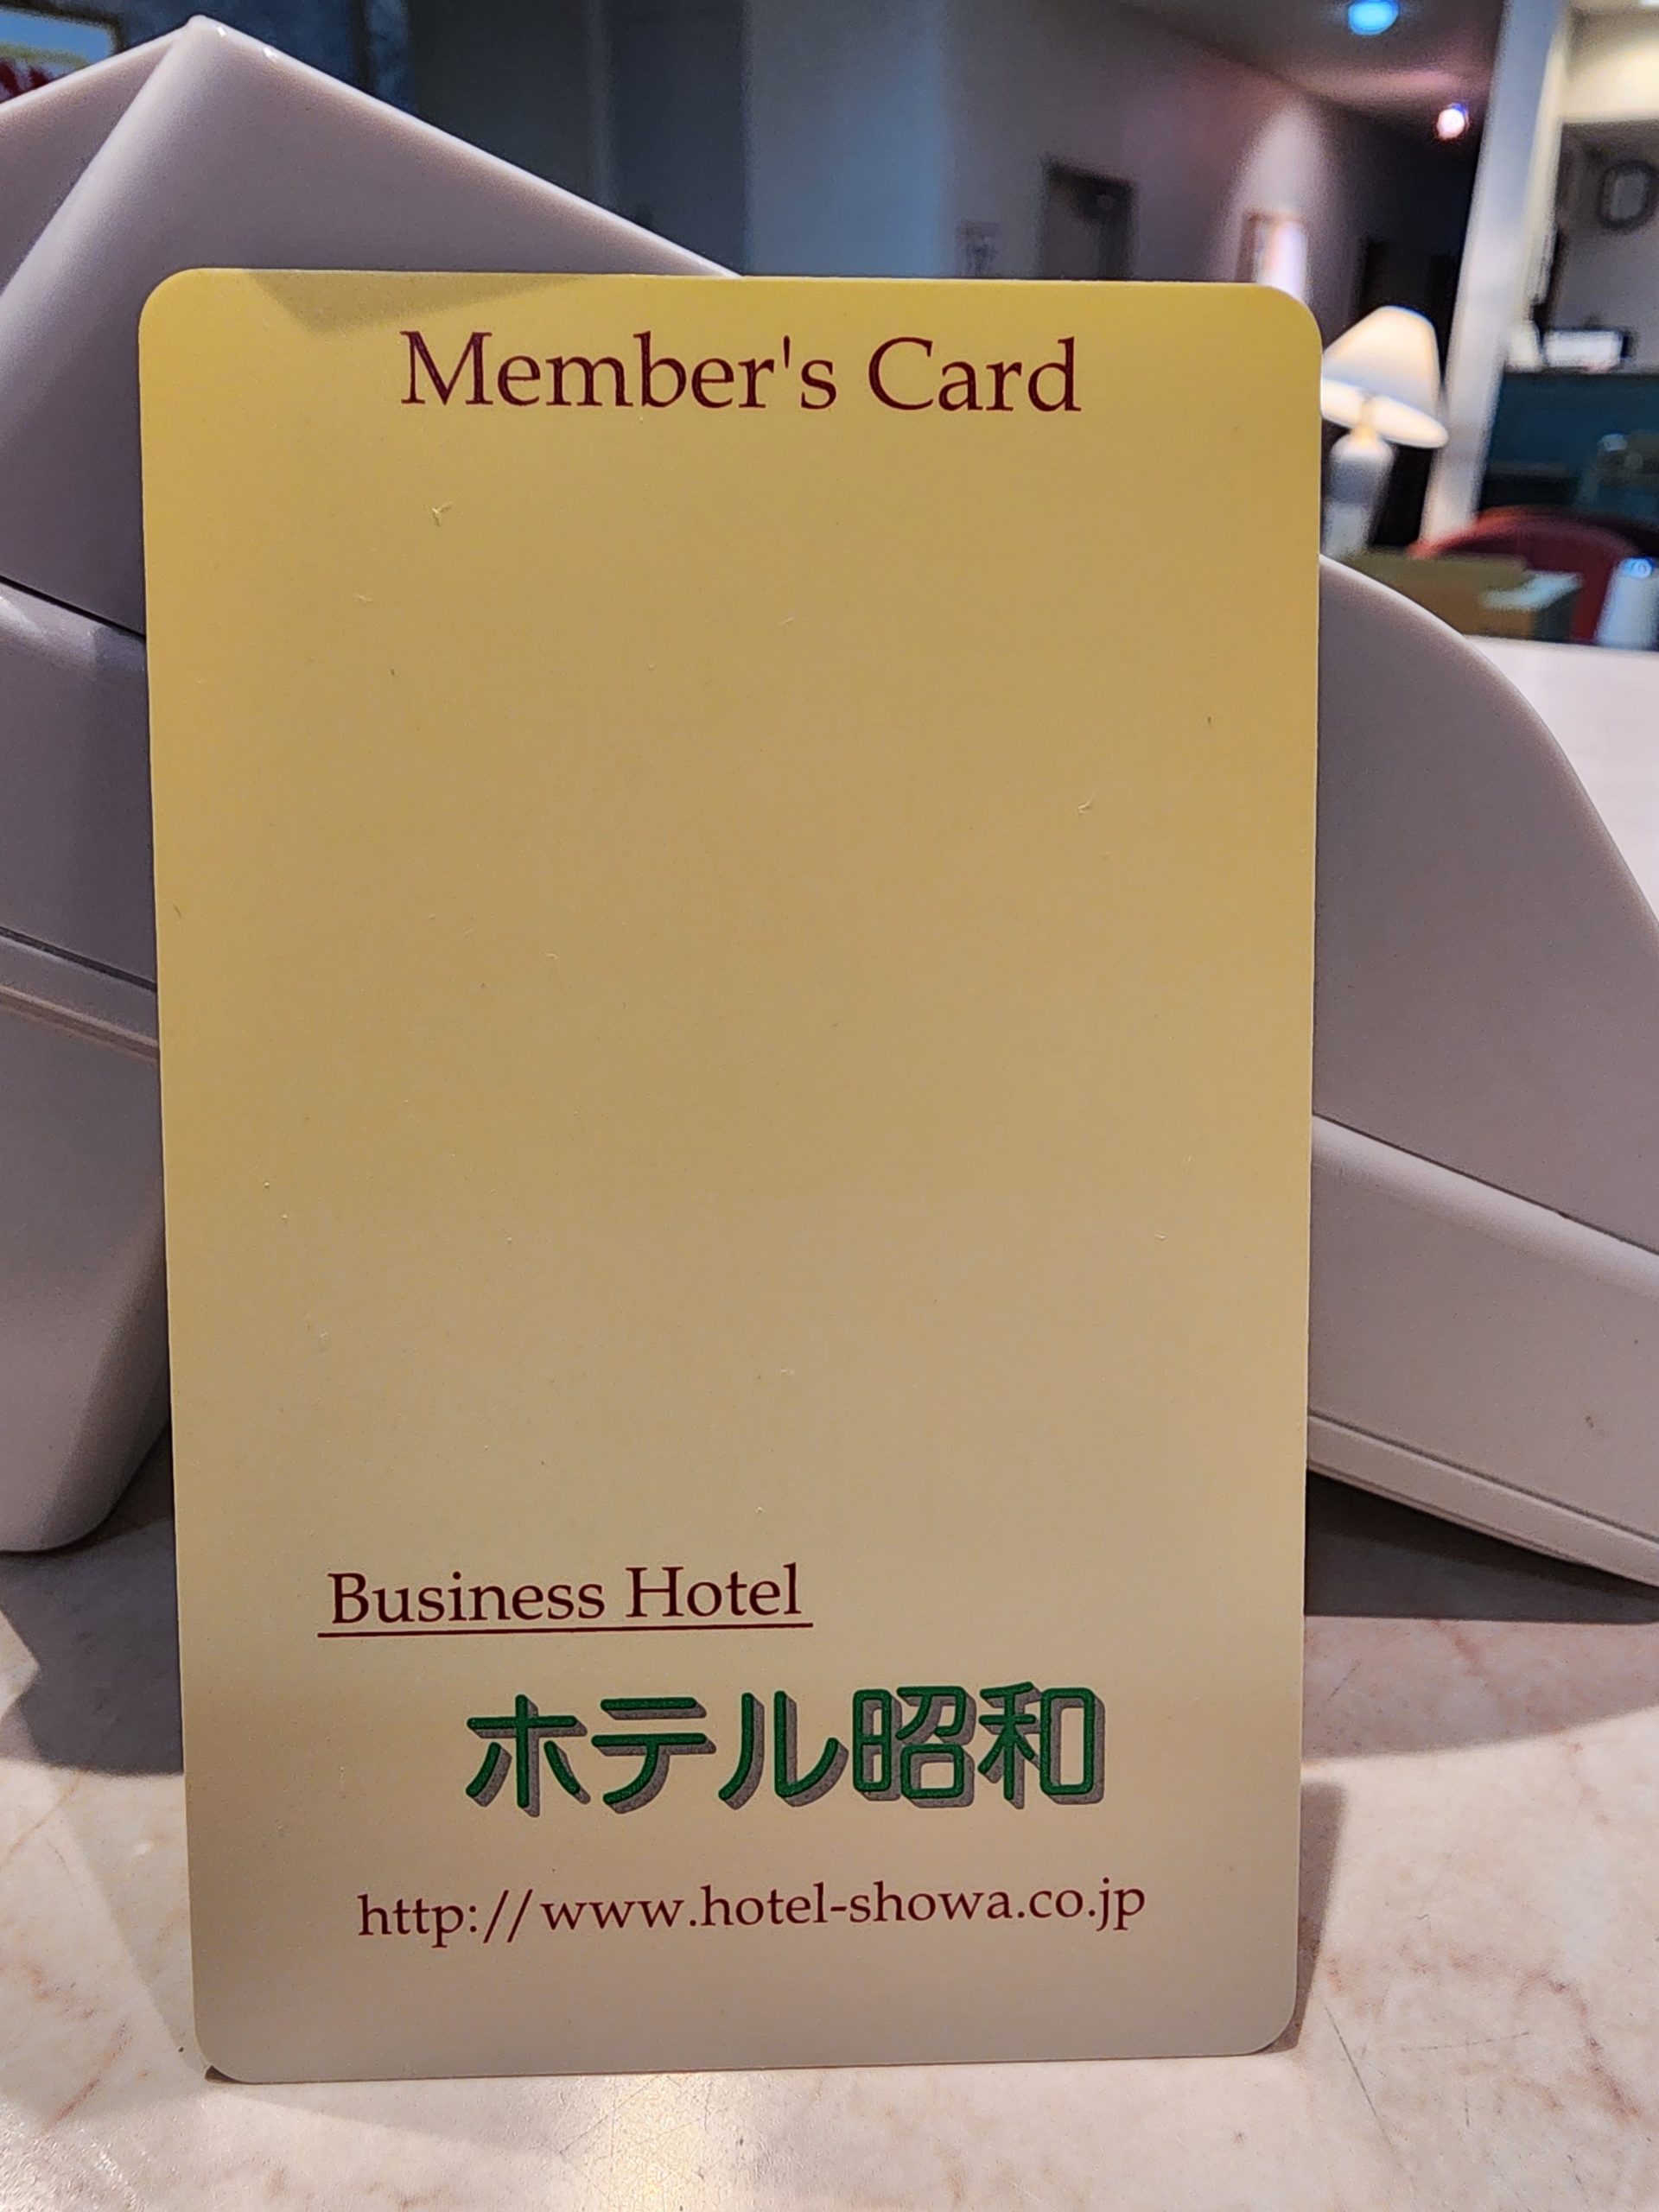 Member's Card
Business Hotel
ホテル昭和
http://www.hotel-showa.co.jp